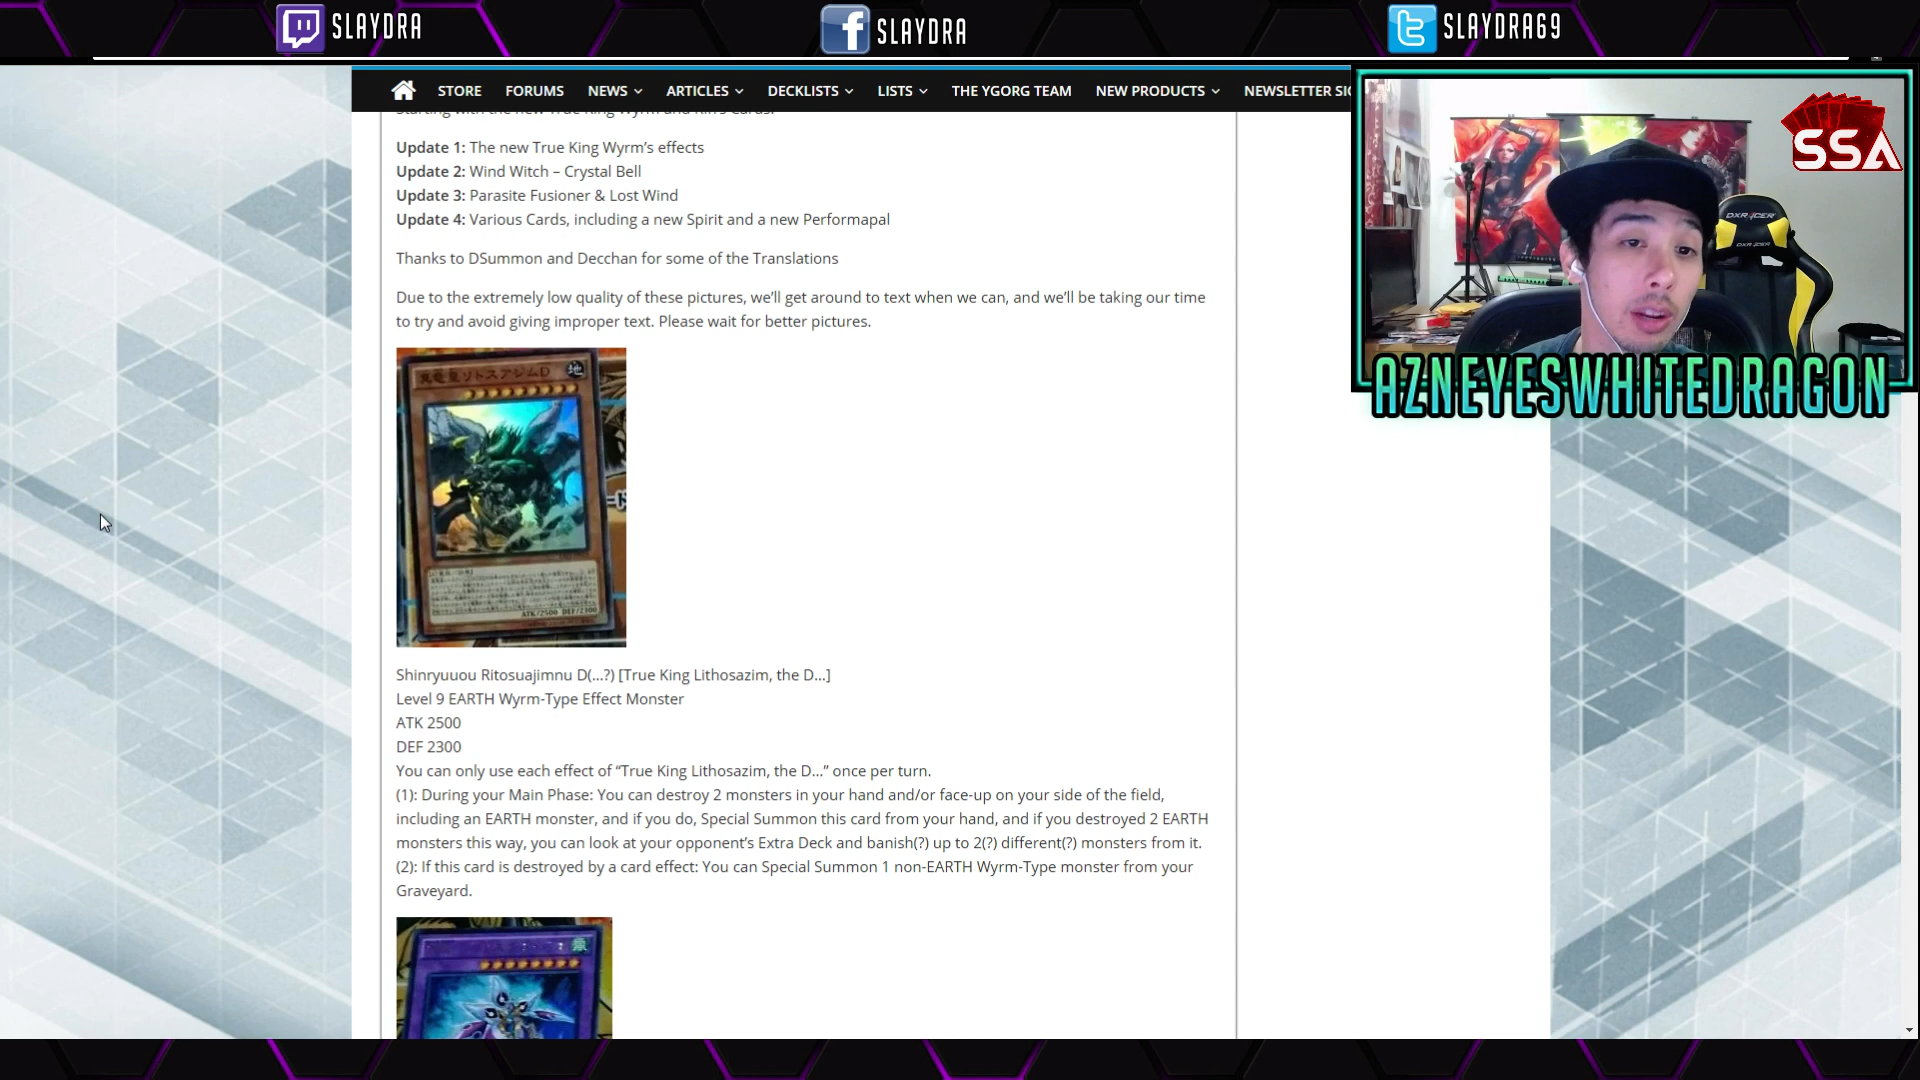 SLAYDRA
SLAYDRA
SLAYDRA69
STORE FORUMS NEWS ARTICLES DECKLISTS LISTS THE YGORG TEAM NEW PRODUCTS NEWSLETTER
Update 1: The new True King Wyrm's effects
Update 2: Wind Witch – Crystal Bell
Update 3: Parasite Fusioner & Lost Wind
Update 4: Various Cards, including a new Spirit and a new Performapal
Thanks to DSummon and Decchan for some of the Translations
Due to the extremely low quality of these pictures, we'll get around to text when we can, and we'll be taking our time
to try and avoid giving improper text. Please wait for better pictures.
地
ATK/2500 DEF/2300
Shinryuuou Ritosuajimnu D(...?) [True King Lithosazim, the D...]
Level 9 EARTH Wyrm-Type Effect Monster
ATK 2500
DEF 2300
You can only use each effect of “True King Lithosazim, the D...” once per turn.
(1): During your Main Phase: You can destroy 2 monsters in your hand and/or face-up on your side of the field,
including an EARTH monster, and if you do, Special Summon this card from your hand, and if you destroyed 2 EARTH
monsters this way, you can look at your opponent's Extra Deck and banish(?) up to 2(?) different(?) monsters from it.
(2): If this card is destroyed by a card effect: You can Special Summon 1 non-EARTH Wyrm-Type monster from your
Graveyard.
SSA
DXRACER
DXRACER
AZNEYESWHITEDRAGON